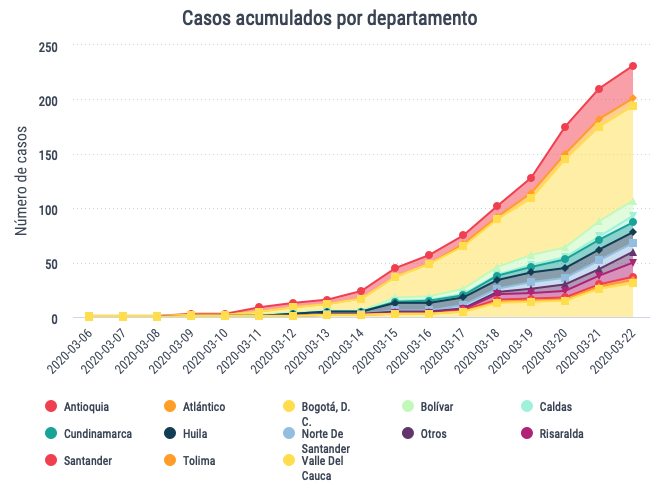 Casos acumulados por departamento
Número de casos
250
200
150
100
50
0
2020-03-06
2020-03-07
2020-03-08
2020-03-09
2020-03-10
2020-03-11
2020-03-12
2020-03-13
2020-03-14
2020-03-15
2020-03-16
2020-03-17
2020-03-18
2020-03-19
2020-03-20
2020-03-21
2020-03-22
Antioquia
Atlántico
Bogotá, D.
C.
Bolívar
Caldas
Cundinamarca
Huila
Norte De
Santander
Otros
Risaralda
Santander
Tolima
Valle Del
Cauca